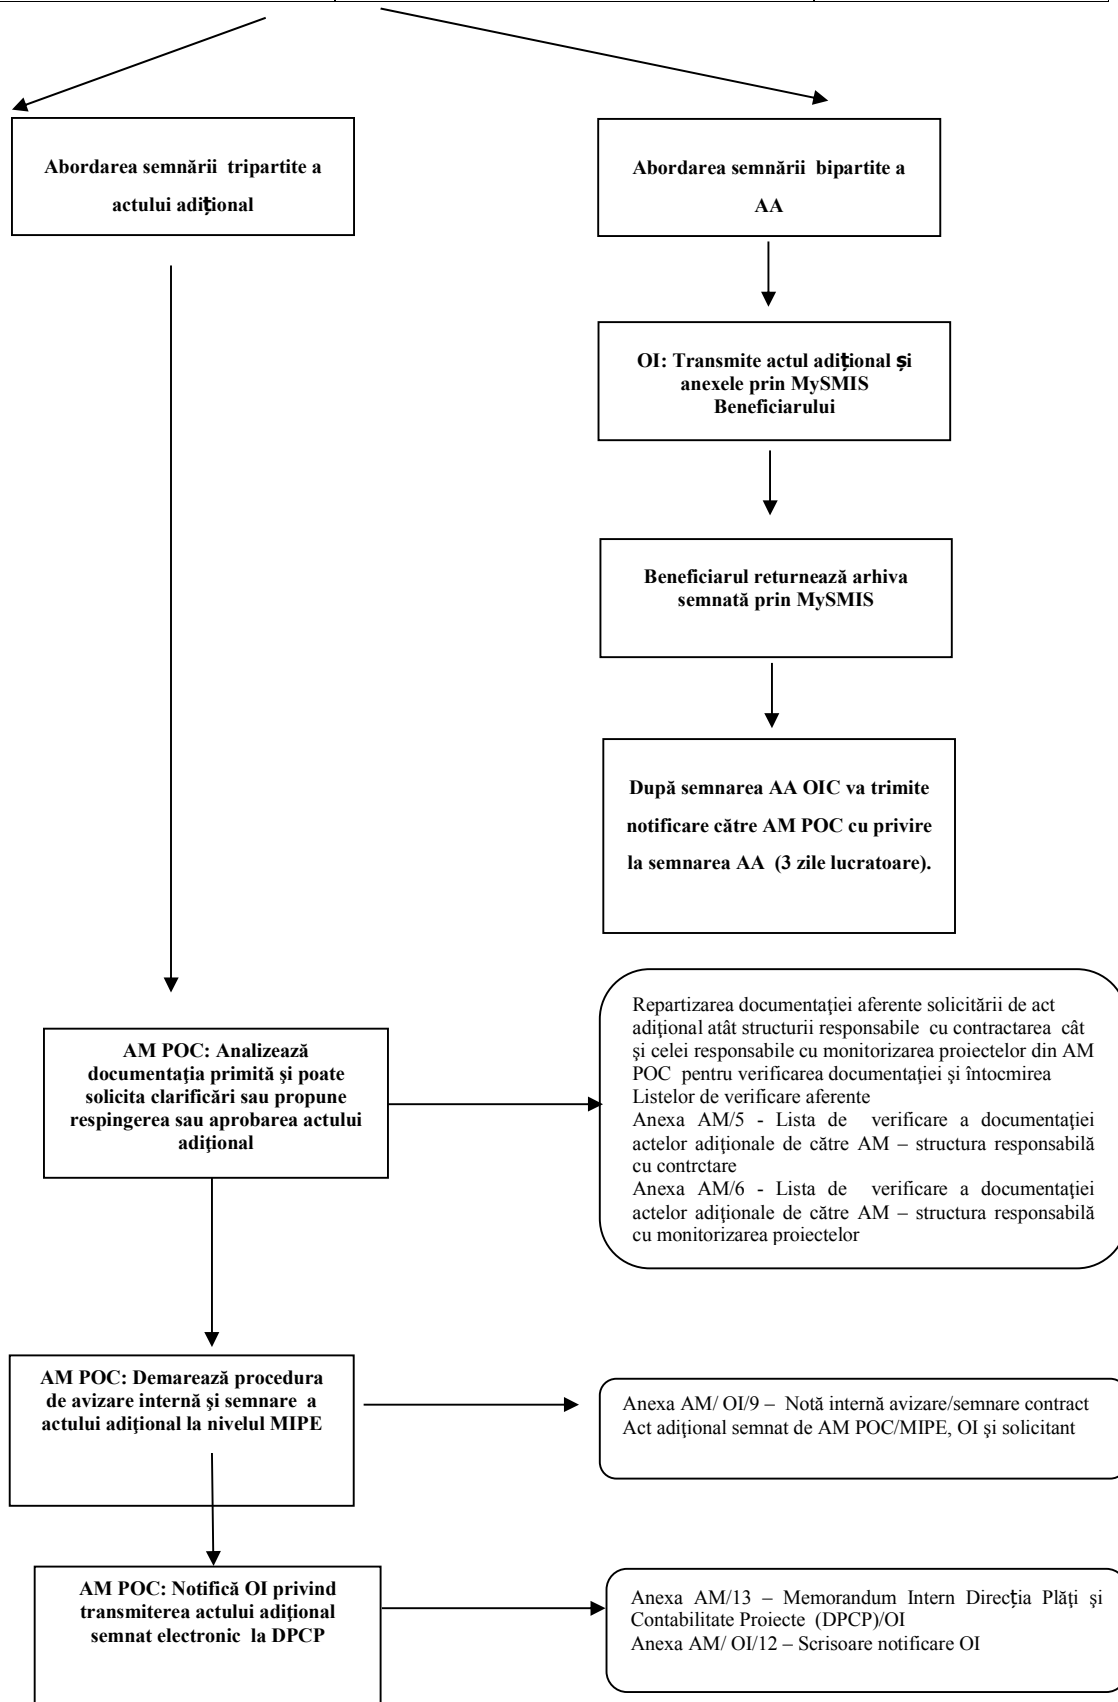 Abordarea semnării tripartite a
actului adițional
Abordarea semnării bipartite a
AA
OI: Transmite actul adițional și
anexele prin MySMIS
Beneficiarului
Beneficiarul returnează arhiva
semnată prin MySMIS
După semnarea AA OIC va trimite
notificare către AM POC cu privire
la semnarea AA (3 zile lucratoare).
AM POC: Analizează
documentaţia primită şi poate
solicita clarificări sau propune
respingerea sau aprobarea actului
adiţional
Repartizarea documentaţiei aferente solicitării de act
adiţional atât structurii responsabile cu contractarea cât
şi celei responsabile cu monitorizarea proiectelor din AM
POC pentru verificarea documentaţiei şi întocmirea
Listelor de verificare aferente
Anexa AM/5 - Lista de verificare a documentaţiei
actelor adiţionale de către AM – structura responsabilă
cu contrctare
Anexa AM/6 - Lista de verificare a documentaţiei
actelor adiţionale de către AM – structura responsabilă
cu monitorizarea proiectelor
AM POC: Demarează procedura
de avizare internă şi semnare a
actului adiţional la nivelul MIPE
Anexa AM/ OI/9 – Notă internă avizare/semnare contract
Act adiţional semnat de AM POC/MIPE, OI şi solicitant
AM POC: Notifică OI privind
transmiterea actului adiţional
semnat electronic la DPCP
Anexa AM/13 – Memorandum Intern Direcția Plăţi şi
Contabilitate Proiecte (DPCP)/OI
Anexa AM/ OI/12 – Scrisoare notificare OI